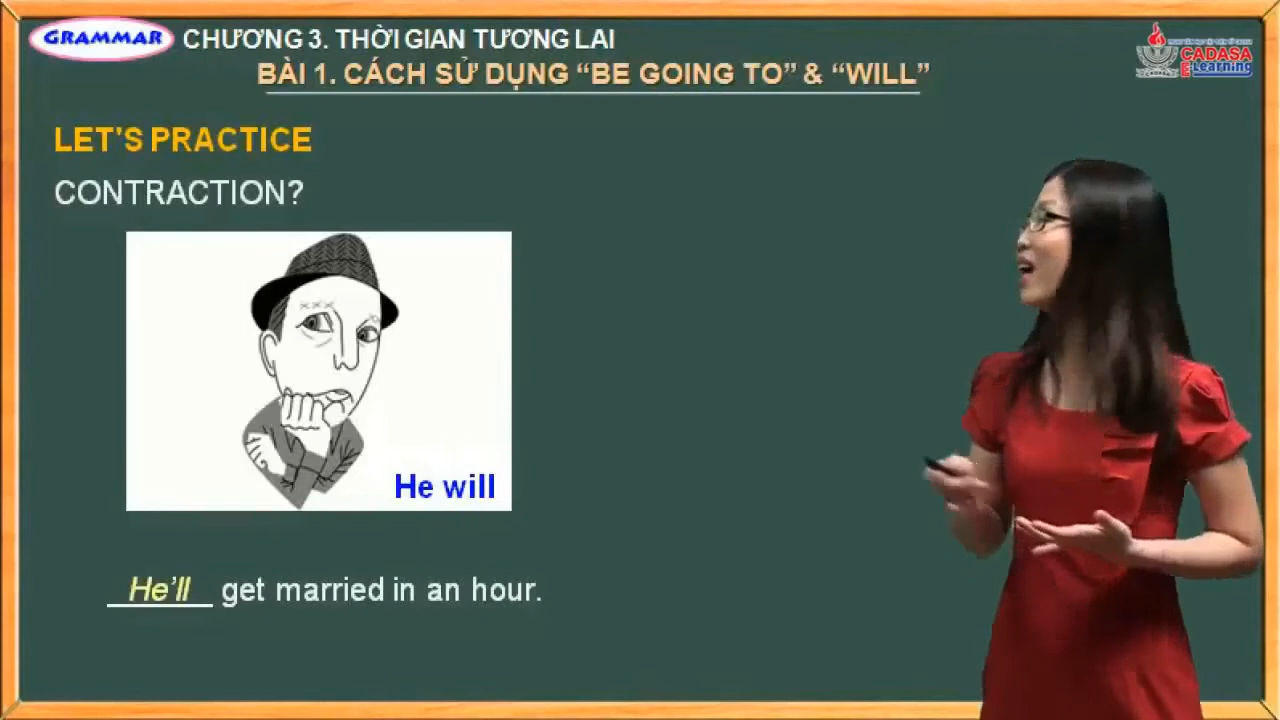 GRAMMAR CHƯƠNG 3. THỜI GIAN TƯƠNG LAI
BÀI 1. CÁCH SỬ DỤNG “BE GOING TO” & “WILL”
CADASA
ELearning
LET'S PRACTICE
CONTRACTION?
He will
He’ll get married in an hour.